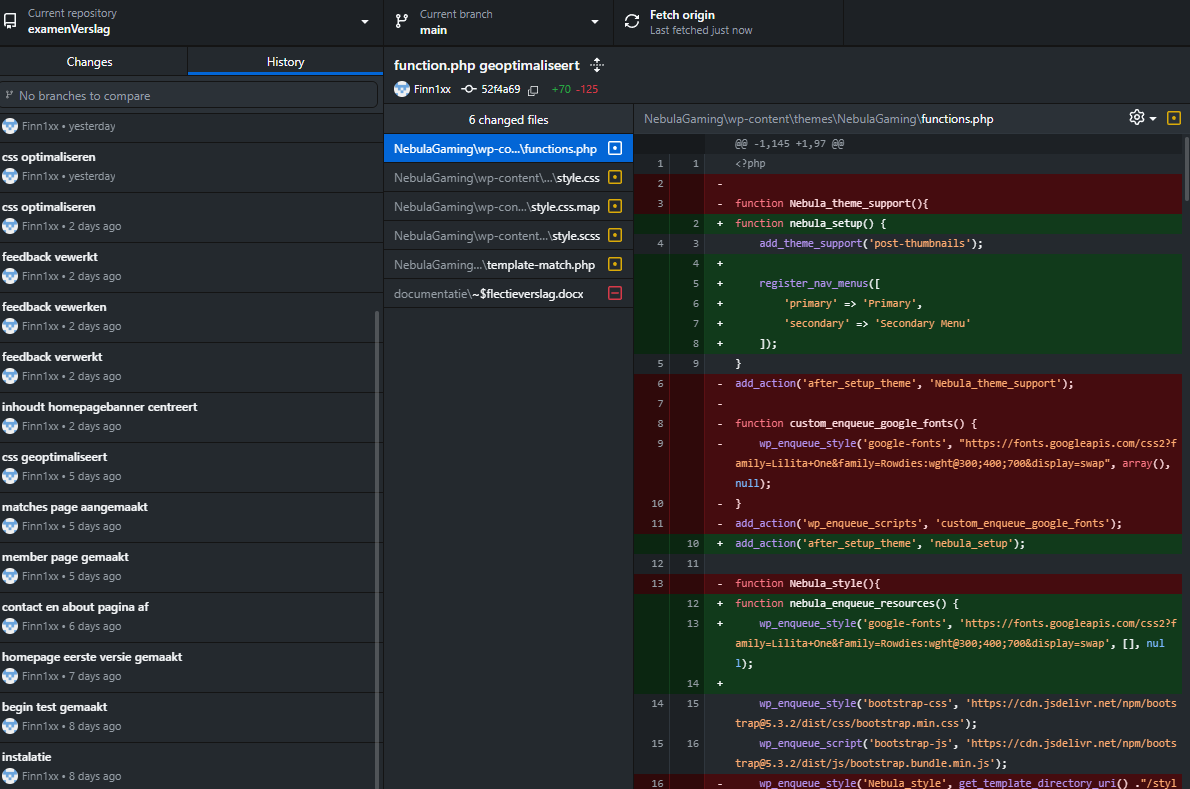 Current repository
examenVerslag
Current branch
main
Fetch origin
Last fetched just now
Changes
History
No branches to compare
Finn1xx • yesterday
css optimaliseren
Finn1xx • yesterday
css optimaliseren
Finn1xx • 2 days ago
feedback vewerkt
Finn1xx • 2 days ago
feedback vewerken
Finn1xx • 2 days ago
feedback verwerkt
Finn1xx • 2 days ago
inhoudt homepagebanner centreert
Finn1xx • 2 days ago
css geoptimaliseert
Finn1xx • 5 days ago
matches page aangemaakt
Finn1xx • 5 days ago
member page gemaakt
Finn1xx • 5 days ago
contact en about pagina af
Finn1xx • 6 days ago
homepage eerste versie gemaakt
Finn1xx • 7 days ago
begin test gemaakt
Finn1xx • 8 days ago
instalatie
Finn1xx • 8 days ago
function.php geoptimaliseert
Finn1xx 52f4a69 +70 -125
6 changed files
NebulaGaming\wp-co...\functions.php
NebulaGaming\wp-content\...\style.css
NebulaGaming\wp-con...\style.css.map
NebulaGaming\wp-content...\style.scss
NebulaGaming...\template-match.php
documentatie\~$flectieverslag.docx
NebulaGaming\wp-content\themes\NebulaGaming\functions.php
@@ -1,145 +1,97 @@
1 1 <?php
2 -
3 - function Nebula_theme_support(){
2 + function nebula_setup() {
4 3 add_theme_support('post-thumbnails');
4 +
5 + register_nav_menus([
6 + 'primary' => 'Primary',
7 + 'secondary' => 'Secondary Menu'
8 + ]);
5 9 }
6 - add_action('after_setup_theme', 'Nebula_theme_support');
7 -
8 - function custom_enqueue_google_fonts() {
9 - wp_enqueue_style('google-fonts', "https://fonts.googleapis.com/css2?f
amily=Lilita+One&family=Rowdies:wght@300;400;700&display=swap", array(),
null);
10 - }
11 - add_action('wp_enqueue_scripts', 'custom_enqueue_google_fonts');
10 + add_action('after_setup_theme', 'nebula_setup');
12 11
13 - function Nebula_style(){
12 + function nebula_enqueue_resources() {
13 + wp_enqueue_style('google-fonts', 'https://fonts.googleapis.com/css2?f
amily=Lilita+One&family=Rowdies:wght@300;400;700&display=swap', [], nul
l);
14 +
14 15 wp_enqueue_style('bootstrap-css', 'https://cdn.jsdelivr.net/npm/boots
trap@5.3.2/dist/css/bootstrap.min.css');
15 16 wp_enqueue_script('bootstrap-js', 'https://cdn.jsdelivr.net/npm/boots
trap@5.3.2/dist/js/bootstrap.bundle.min.js');
16 - wp_enqueue_style('Nebula_style', get_template_directory_uri() ."/styl